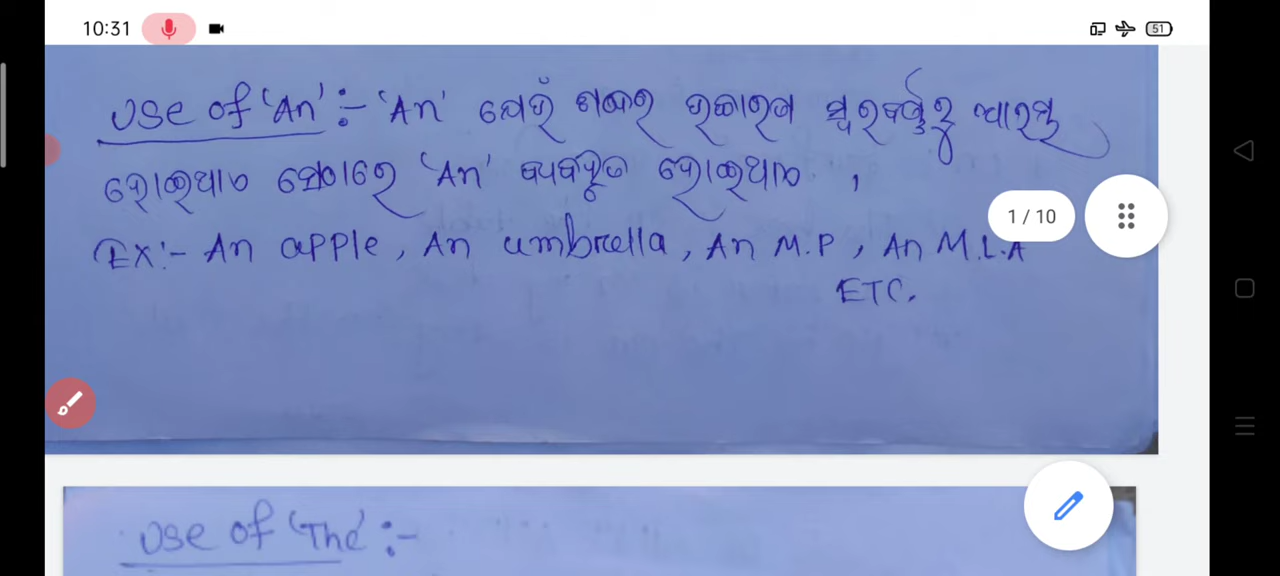 10:31
51
Use of 'An' :- 'An' ଯେଉଁ ଶବ୍ଦର ଉଚ୍ଚାରଣ ସ୍ୱରବର୍ଣ୍ଣରୁ ଆରମ୍ଭ
ହୋଇଥାଏ ସେଠାରେ 'An' ବ୍ୟବହୃତ ହୋଇଥାଏ ,
1 / 10
Ex:- An apple, An umbrella, An M.P, An M.L.A
ETC.
Use of 'The' :-